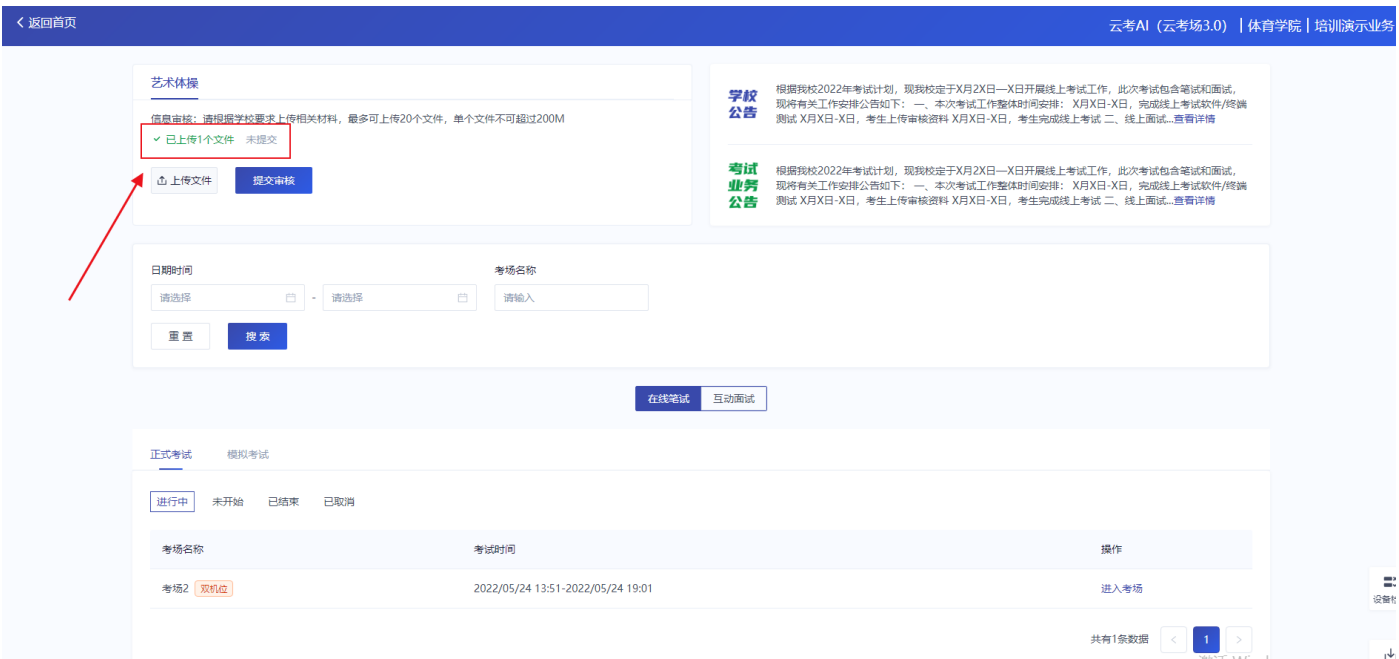 返回首页
云考AI（云考场3.0）｜体育学院｜培训演示业务
艺术体操
信息审核：请根据学校要求上传相关材料，最多可上传20个文件，单个文件不可超过200M
已上传1个文件 未提交
上传文件 提交审核
学校公告
根据我校2022年考试计划，现我校定于X月2X日—X日开展线上考试工作，此次考试包含笔试和面试，
现将有关工作安排公告如下： 一、本次考试工作整体时间安排： X月X日-X日，完成线上考试软件/终端
测试 X月X日-X日，考生上传审核资料 X月X日-X日，考生完成线上考试 二、线上面试...查看详情
考试业务公告
根据我校2022年考试计划，现我校定于X月2X日—X日开展线上考试工作，此次考试包含笔试和面试，
现将有关工作安排公告如下： 一、本次考试工作整体时间安排： X月X日-X日，完成线上考试软件/终端
测试 X月X日-X日，考生上传审核资料 X月X日-X日，考生完成线上考试 二、线上面试...查看详情
日期时间 考场名称
请选择 - 请选择 请输入
重置 搜索
在线笔试 互动面试
正式考试 模拟考试
进行中 未开始 已结束 已取消
考场名称 考试时间 操作
考场2 双机位 2022/05/24 13:51-2022/05/24 19:01 进入考场
设备
共有1条数据 < 1 >